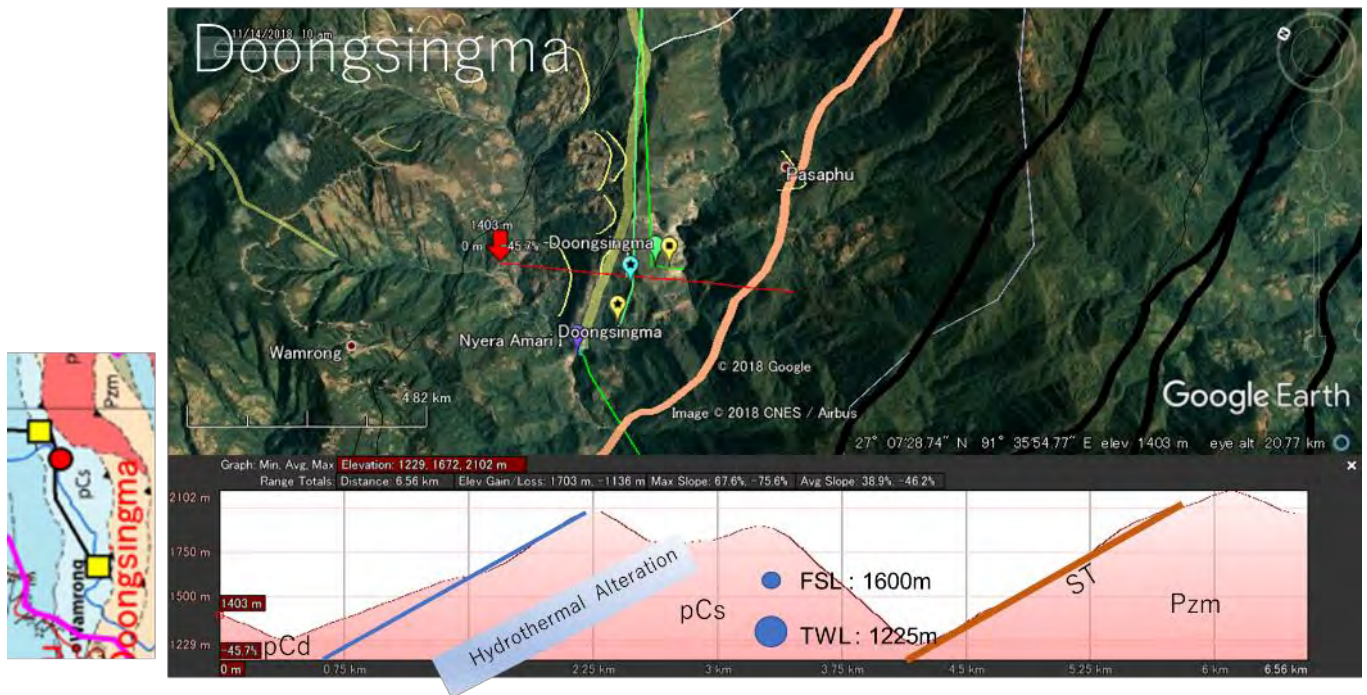 11/14/2018 10 am
Doongsingma
Pasaphu
1403 m
0 m -45.7%
Doongsingma
Nyera Amari I
Doongsingma
Wamrong
© 2018 Google
4.82 km
Image © 2018 CNES / Airbus
Google Earth
27° 07'28.74" N 91° 35'54.77" E elev 1403 m eye alt 20.77 km
Pzm
pCs
Wamrong
Doongsingma
Graph: Min, Avg, Max Elevation: 1229, 1672, 2102 m
Range Totals: Distance: 6.56 km Elev Gain/Loss: 1703 m, -1136 m Max Slope: 67.6%, -75.6% Avg Slope: 38.9%, -46.2%
2102 m
1750 m
1500 m
1403 m
1229 m
-45.7%
pCd
Hydrothermal Alteration
pCs
FSL : 1600m
TWL : 1225m
ST
Pzm
0 m 0.75 km 2.25 km 3 km 3.75 km 4.5 km 5.25 km 6 km 6.56 km